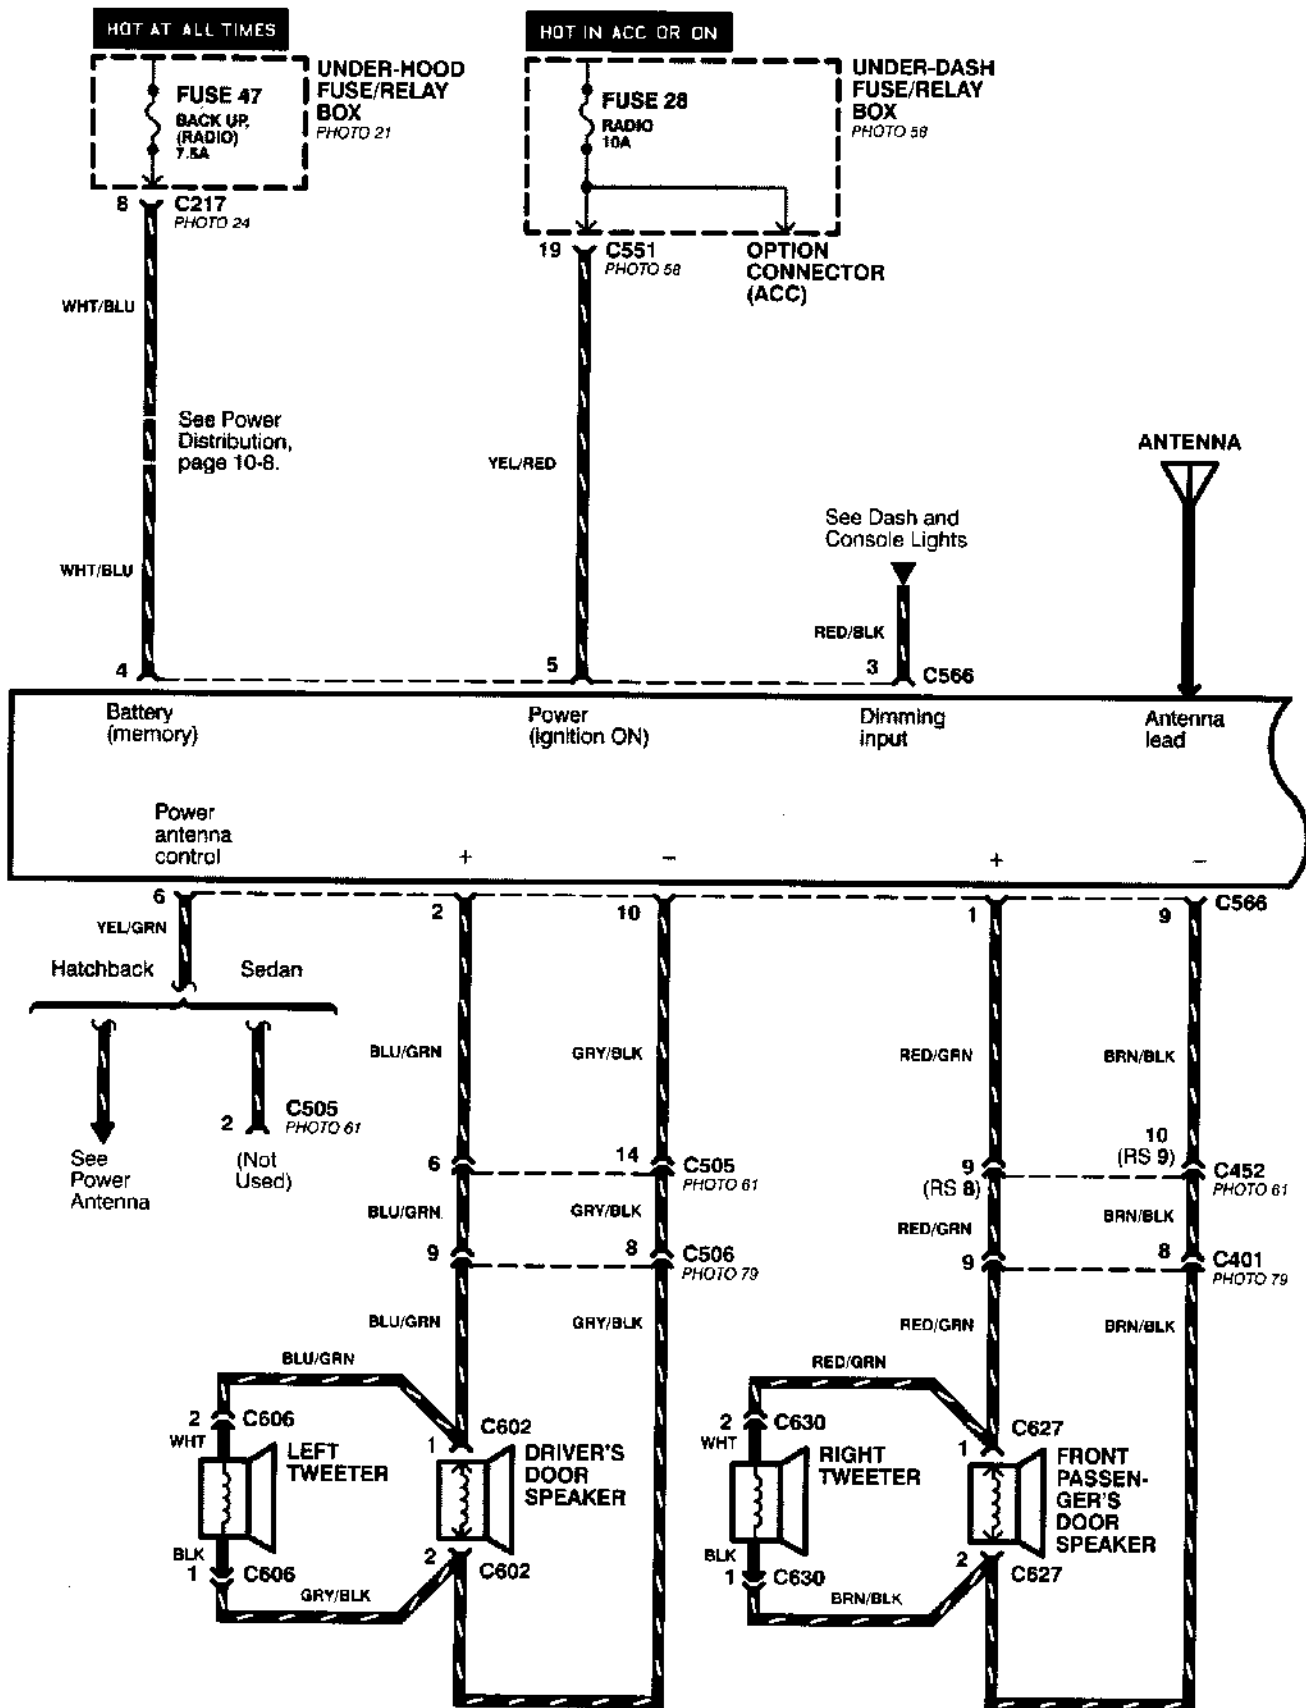 HOT AT ALL TIMES
HOT IN ACC OR ON
FUSE 47
BACK UP,
(RADIO)
7.5A
UNDER-HOOD
FUSE/RELAY
BOX
PHOTO 21
FUSE 28
RADIO
10A
UNDER-DASH
FUSE/RELAY
BOX
PHOTO 58
8
C217
PHOTO 24
19
C551
PHOTO 58
OPTION
CONNECTOR
(ACC)
WHT/BLU
See Power
Distribution,
page 10-8.
YEL/RED
ANTENNA
See Dash and
Console Lights
WHT/BLU
RED/BLK
4
5
3
C566
Battery
(memory)
Power
(ignition ON)
Dimming
input
Antenna
lead
Power
antenna
control
+
–
+
–
6
2
10
1
9
C566
YEL/GRN
Hatchback
Sedan
BLU/GRN
GRY/BLK
RED/GRN
BRN/BLK
2
C505
PHOTO 61
See
Power
Antenna
(Not
Used)
6
14
C505
PHOTO 61
9
(RS 8)
10
(RS 9)
C452
PHOTO 61
BLU/GRN
GRY/BLK
RED/GRN
BRN/BLK
9
8
C506
PHOTO 79
9
8
C401
PHOTO 79
BLU/GRN
GRY/BLK
RED/GRN
BRN/BLK
BLU/GRN
RED/GRN
2
C606
WHT
LEFT
TWEETER
1
C602
DRIVER'S
DOOR
SPEAKER
2
C630
WHT
RIGHT
TWEETER
1
C627
FRONT
PASSEN-
GER'S
DOOR
SPEAKER
BLK
1
C606
2
C602
GRY/BLK
BLK
1
C630
2
C627
BRN/BLK